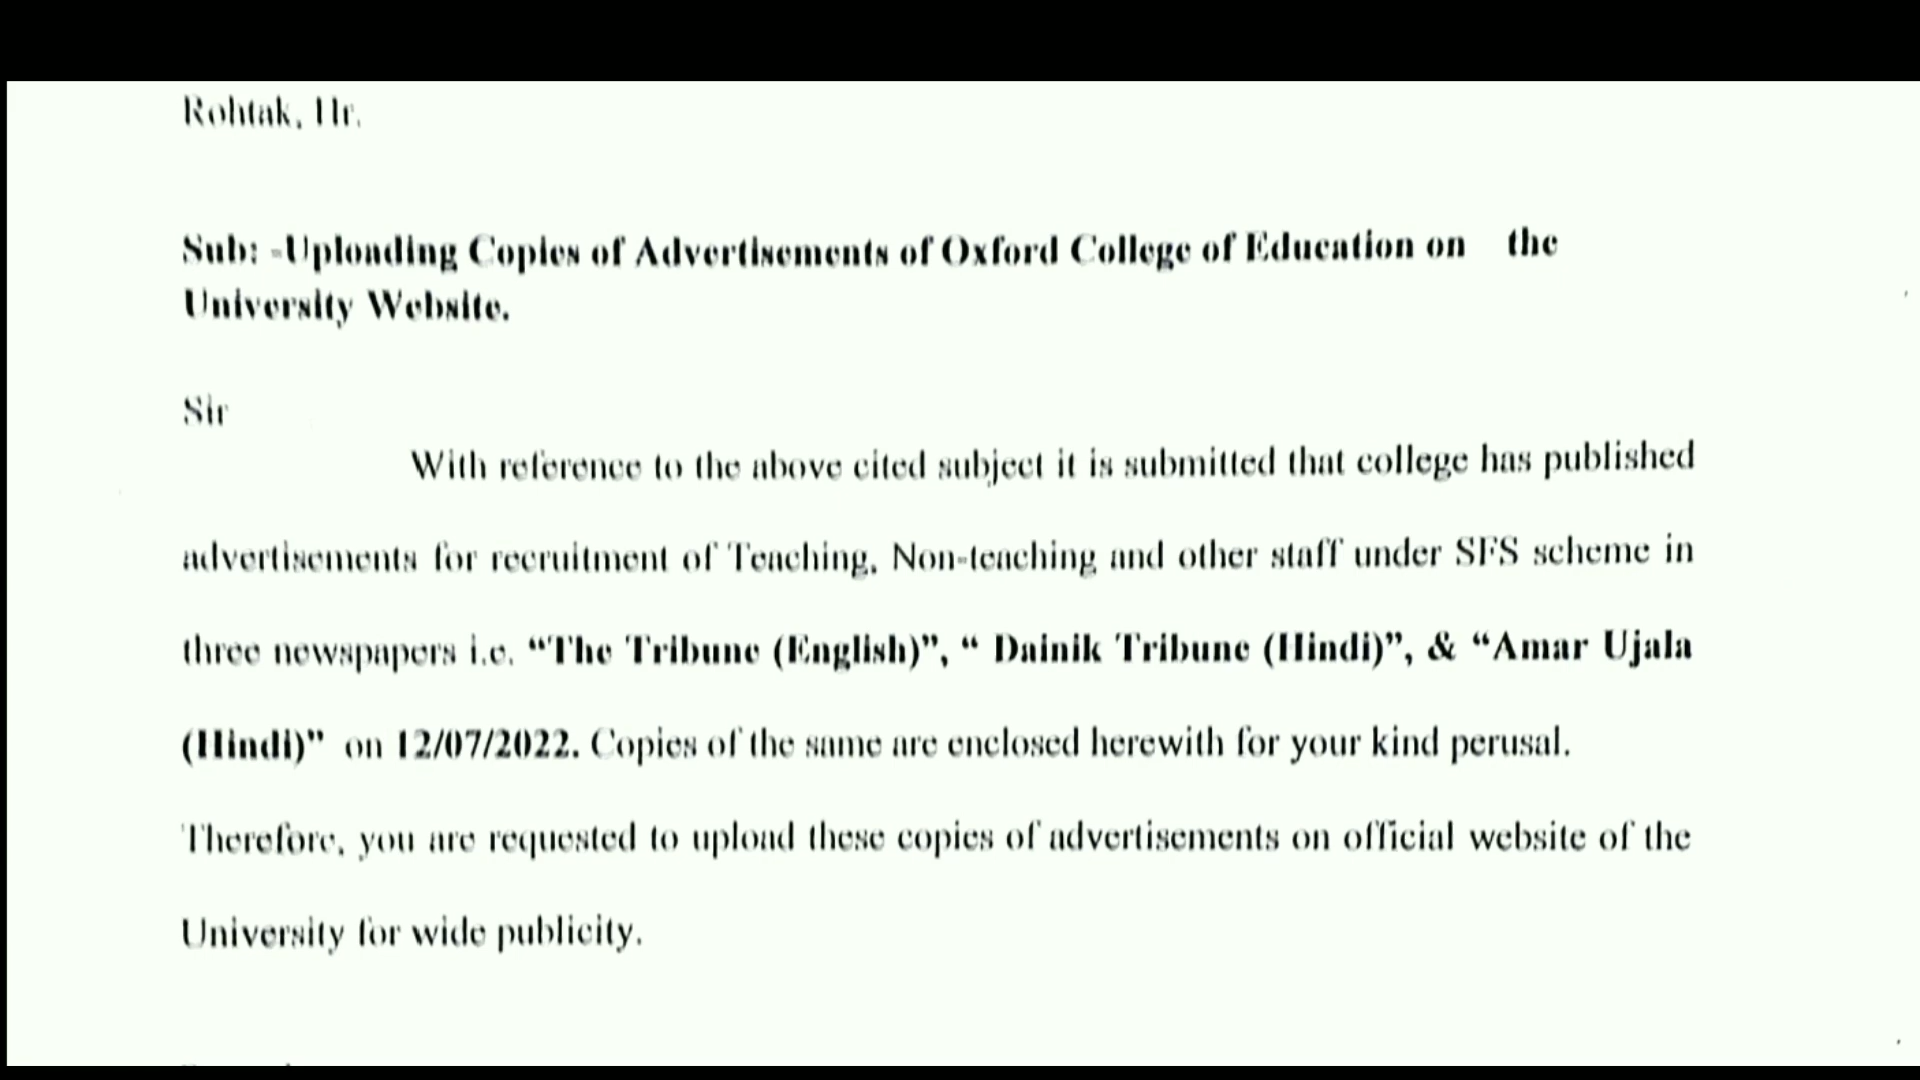 Rohtak, Hr.
Sub: -Uploading Copies of Advertisements of Oxford College of Education on the
University Website.
Sir
With reference to the above cited subject it is submitted that college has published
advertisements for recruitment of Teaching, Non-teaching and other staff under SFS scheme in
three newspapers i.e. “The Tribune (English)”, “ Dainik Tribune (Hindi)”, & “Amar Ujala
(Hindi)” on 12/07/2022. Copies of the same are enclosed herewith for your kind perusal.
Therefore, you are requested to upload these copies of advertisements on official website of the
University for wide publicity.